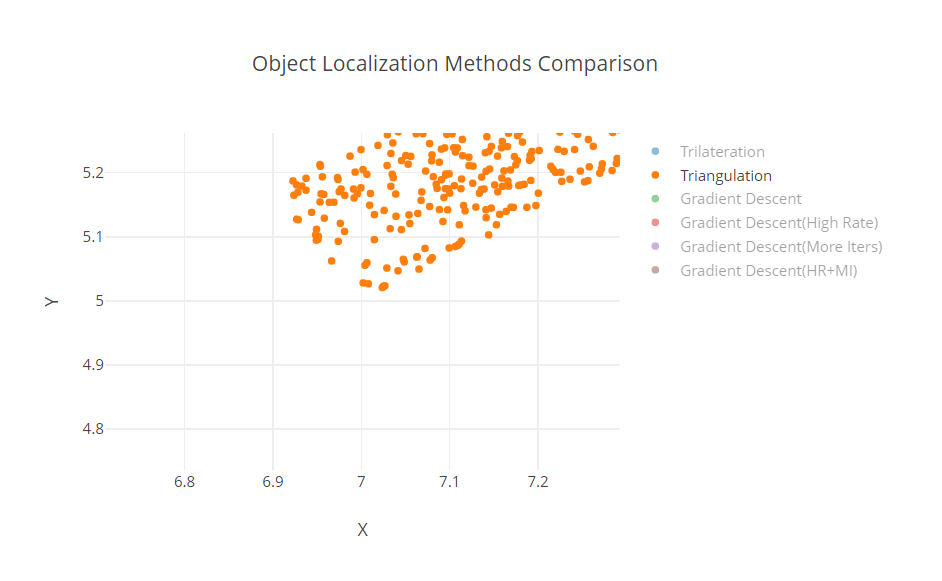 Object Localization Methods Comparison
Trilateration
Triangulation
Gradient Descent
Gradient Descent(High Rate)
Gradient Descent(More Iters)
Gradient Descent(HR+MI)
5.2
5.1
5
4.9
4.8
Y
6.8 6.9 7 7.1 7.2
X